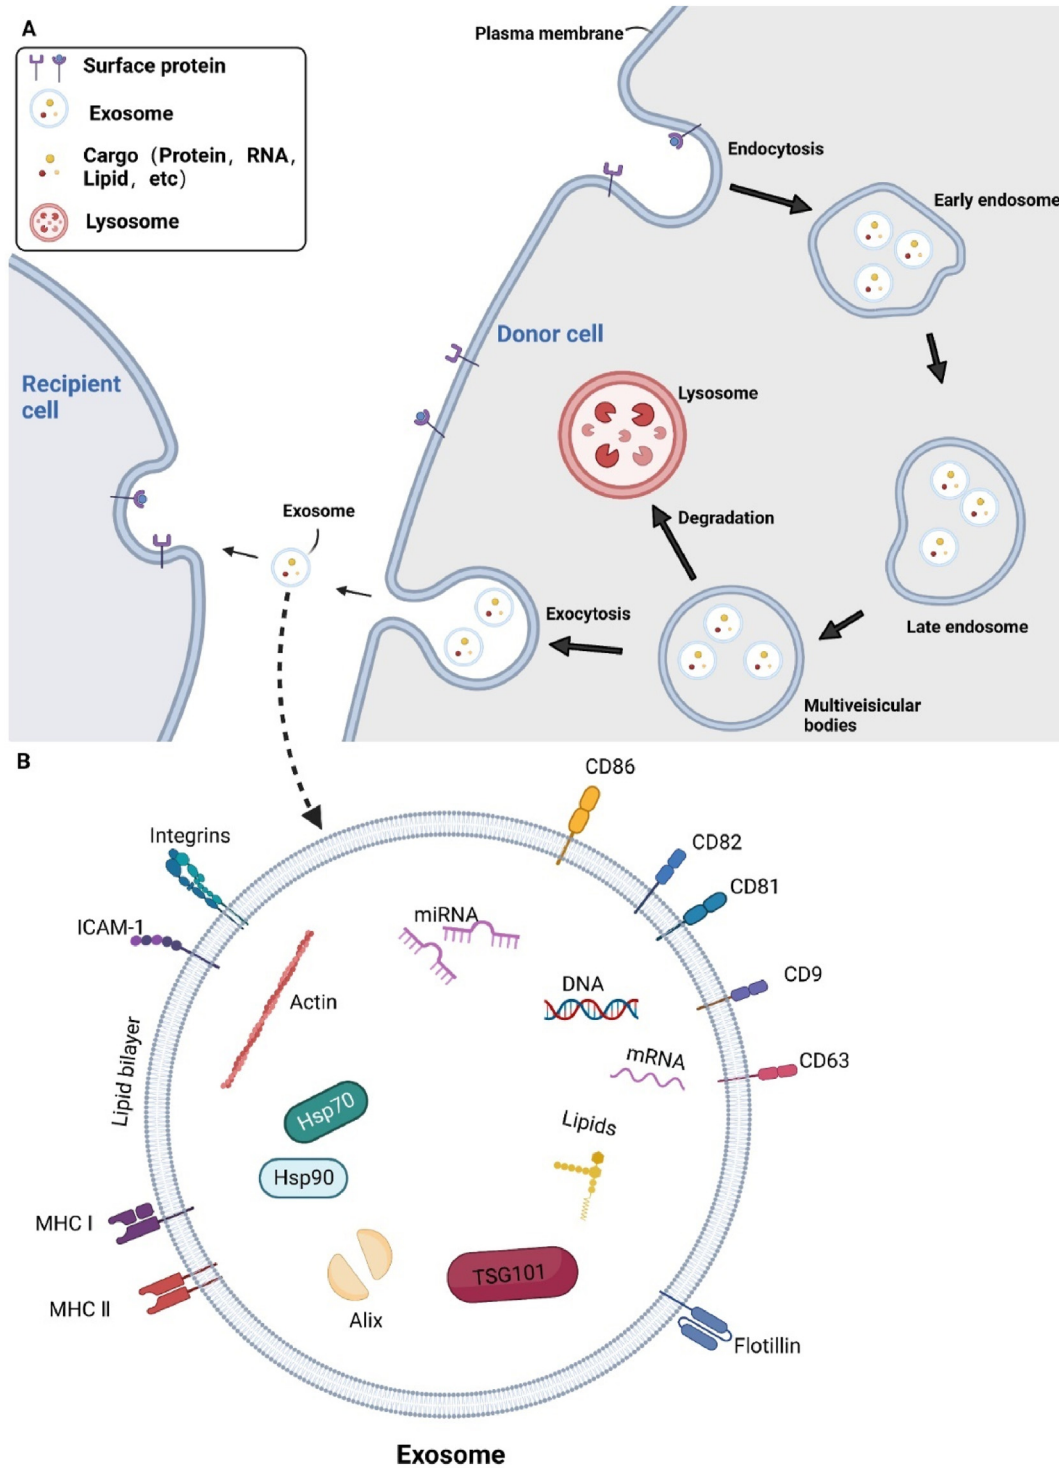 A
Surface protein
Exosome
Cargo (Protein, RNA,
Lipid, etc)
Lysosome
Plasma membrane
Endocytosis
Early endosome
Donor cell
Recipient
cell
Lysosome
Exosome
Degradation
Exocytosis
Late endosome
Multiveisicular
bodies
B
CD86
Integrins
CD82
CD81
ICAM-1
miRNA
CD9
DNA
Actin
mRNA
CD63
Lipid bilayer
Hsp70
Lipids
Hsp90
MHC I
TSG101
MHC II
Alix
Flotillin
Exosome